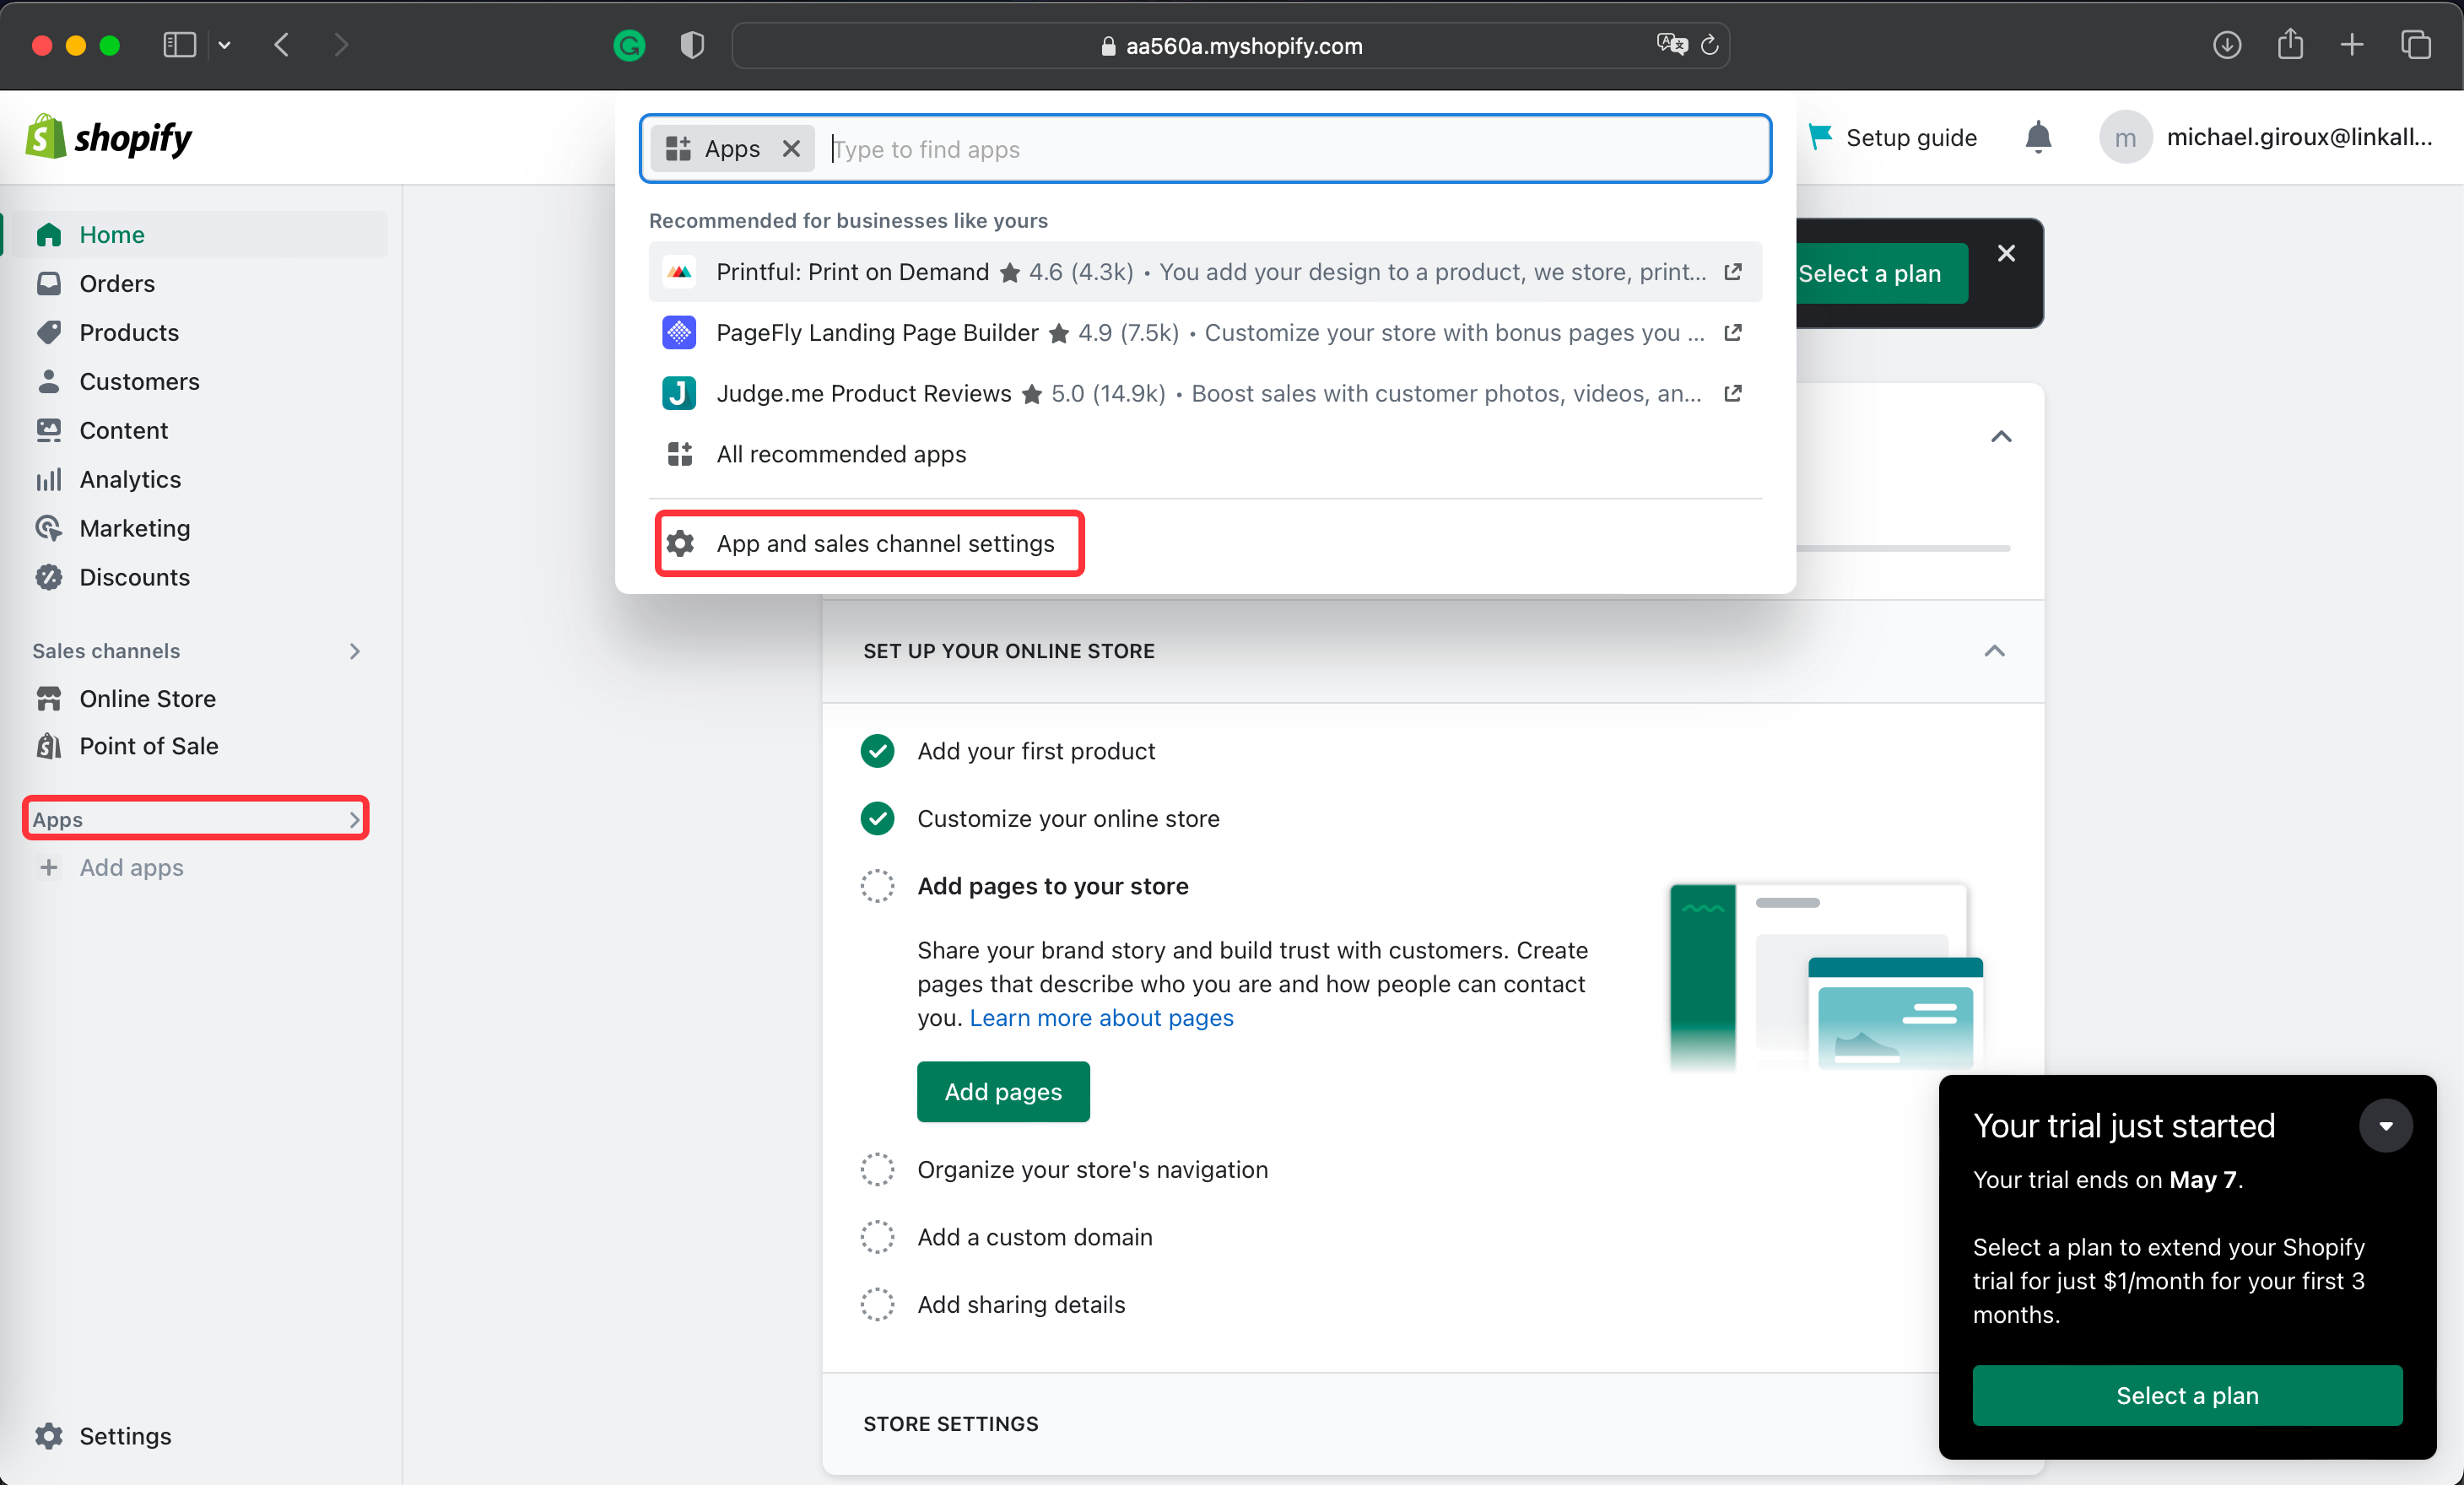 aa560a.myshopify.com
shopify
Apps
Type to find apps
Setup guide
m
michael.giroux@linkall...
Recommended for businesses like yours
Printful: Print on Demand ★ 4.6 (4.3k) • You add your design to a product, we store, print...
PageFly Landing Page Builder ★ 4.9 (7.5k) • Customize your store with bonus pages you ...
Judge.me Product Reviews ★ 5.0 (14.9k) • Boost sales with customer photos, videos, an...
All recommended apps
App and sales channel settings
Select a plan
Home
Orders
Products
Customers
Content
Analytics
Marketing
Discounts
Sales channels
Online Store
Point of Sale
Apps
Add apps
Settings
SET UP YOUR ONLINE STORE
Add your first product
Customize your online store
Add pages to your store
Share your brand story and build trust with customers. Create
pages that describe who you are and how people can contact
you. Learn more about pages
Add pages
Organize your store's navigation
Add a custom domain
Add sharing details
STORE SETTINGS
Your trial just started
Your trial ends on May 7.
Select a plan to extend your Shopify
trial for just $1/month for your first 3
months.
Select a plan